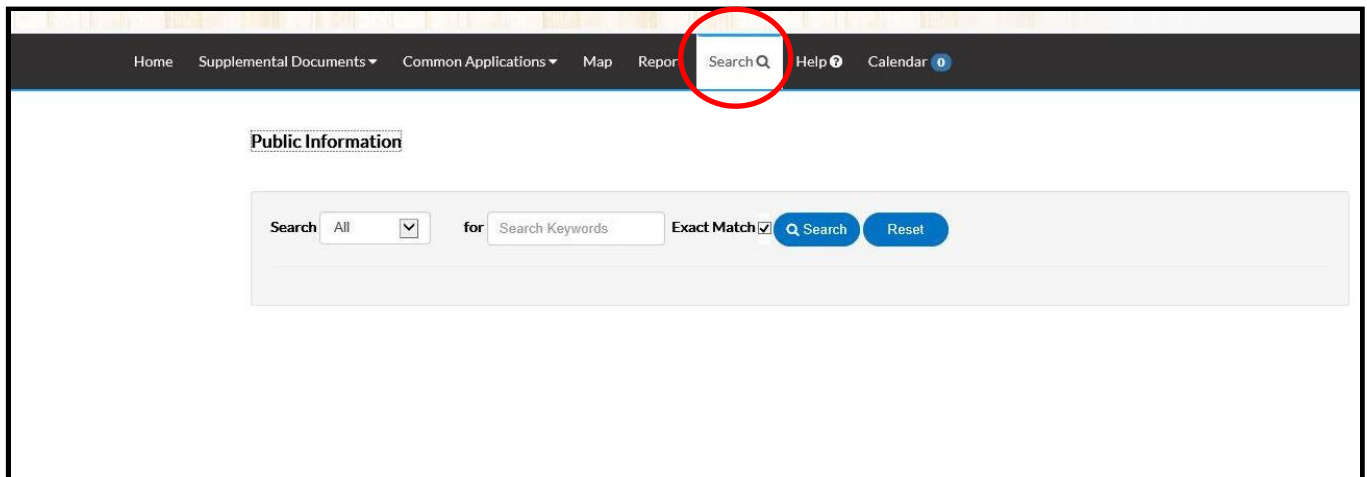 Home Supplemental Documents Common Applications Map Repor Search Help Calendar 0
Public Information
Search All for Search Keywords Exact Match Search Reset